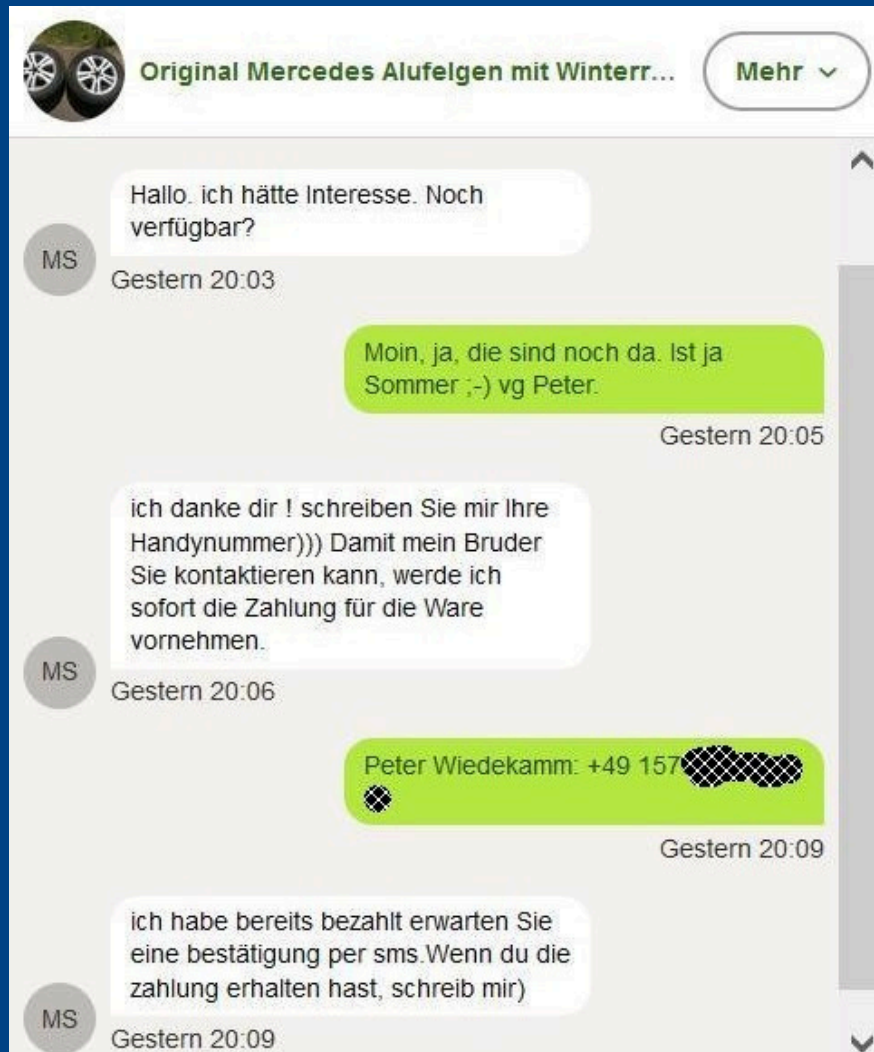 Original Mercedes Alufelgen mit Winterr...
Mehr
Hallo. ich hätte Interesse. Noch
verfügbar?
MS
Gestern 20:03
Moin, ja, die sind noch da. Ist ja
Sommer ;-) vg Peter.
Gestern 20:05
ich danke dir ! schreiben Sie mir Ihre
Handynummer))) Damit mein Bruder
Sie kontaktieren kann, werde ich
sofort die Zahlung für die Ware
vornehmen.
MS
Gestern 20:06
Peter Wiedekamm: +49 157
Gestern 20:09
ich habe bereits bezahlt erwarten Sie
eine bestätigung per sms.Wenn du die
zahlung erhalten hast, schreib mir)
MS
Gestern 20:09